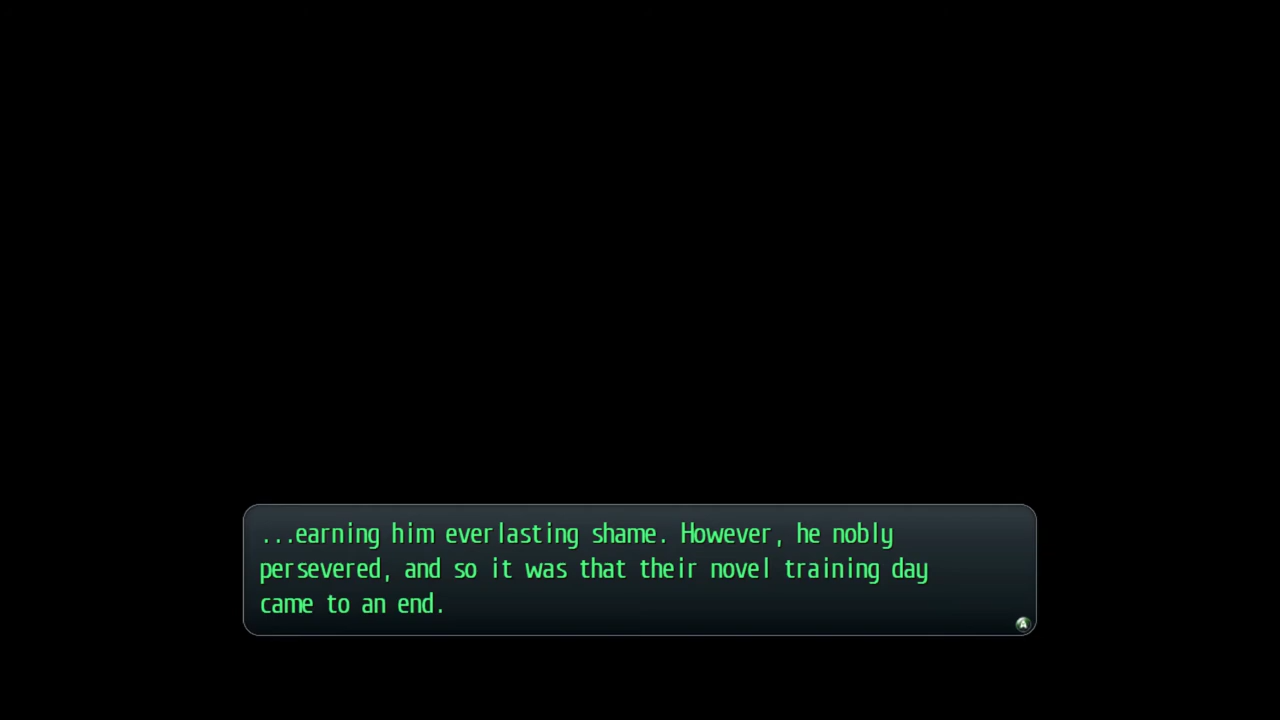 ...earning him everlasting shame. However, he nobly
persevered, and so it was that their novel training day
came to an end.
A